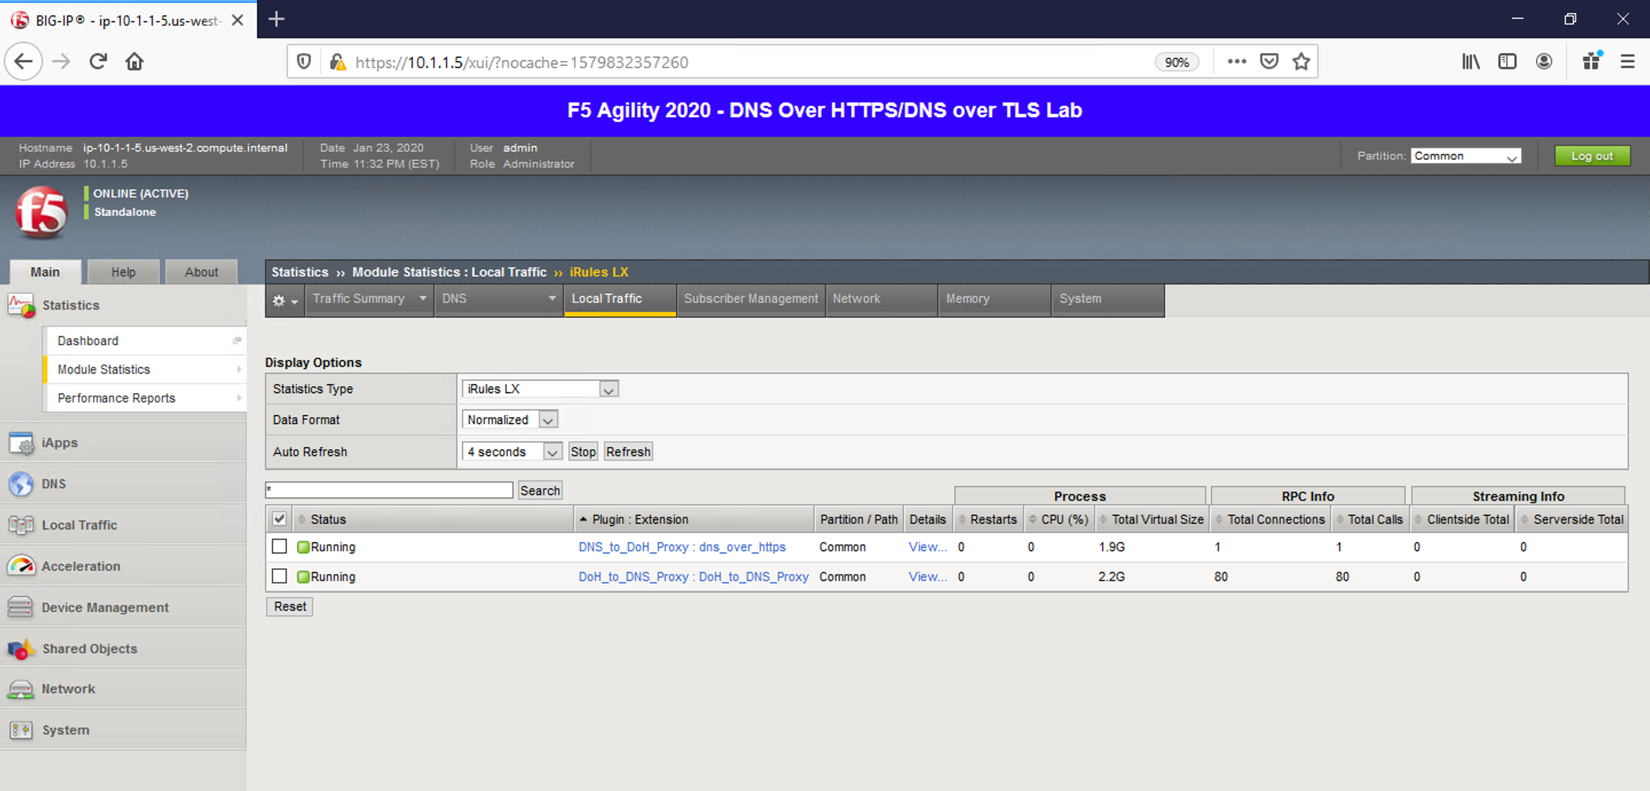 BIG-IP® - ip-10-1-1-5.us-west-
https://10.1.1.5/xui/?nocache=1579832357260
90%
F5 Agility 2020 - DNS Over HTTPS/DNS over TLS Lab
Hostname ip-10-1-1-5.us-west-2.compute.internal Date Jan 23, 2020 User admin
IP Address 10.1.1.5 Time 11:32 PM (EST) Role Administrator
Partition: Common Log out
f5
ONLINE (ACTIVE)
Standalone
Main Help About
Statistics ›› Module Statistics : Local Traffic ›› iRules LX
Traffic Summary DNS Local Traffic Subscriber Management Network Memory System
Statistics
Dashboard
Module Statistics
Performance Reports
iApps
DNS
Local Traffic
Acceleration
Device Management
Shared Objects
Network
System
Display Options
Statistics Type iRules LX
Data Format Normalized
Auto Refresh 4 seconds Stop Refresh
* Search
Process RPC Info Streaming Info
Status Plugin : Extension Partition / Path Details Restarts CPU (%) Total Virtual Size Total Connections Total Calls Clientside Total Serverside Total
Running DNS_to_DoH_Proxy : dns_over_https Common View... 0 0 1.9G 1 1 0 0
Running DoH_to_DNS_Proxy : DoH_to_DNS_Proxy Common View... 0 0 2.2G 80 80 0 0
Reset